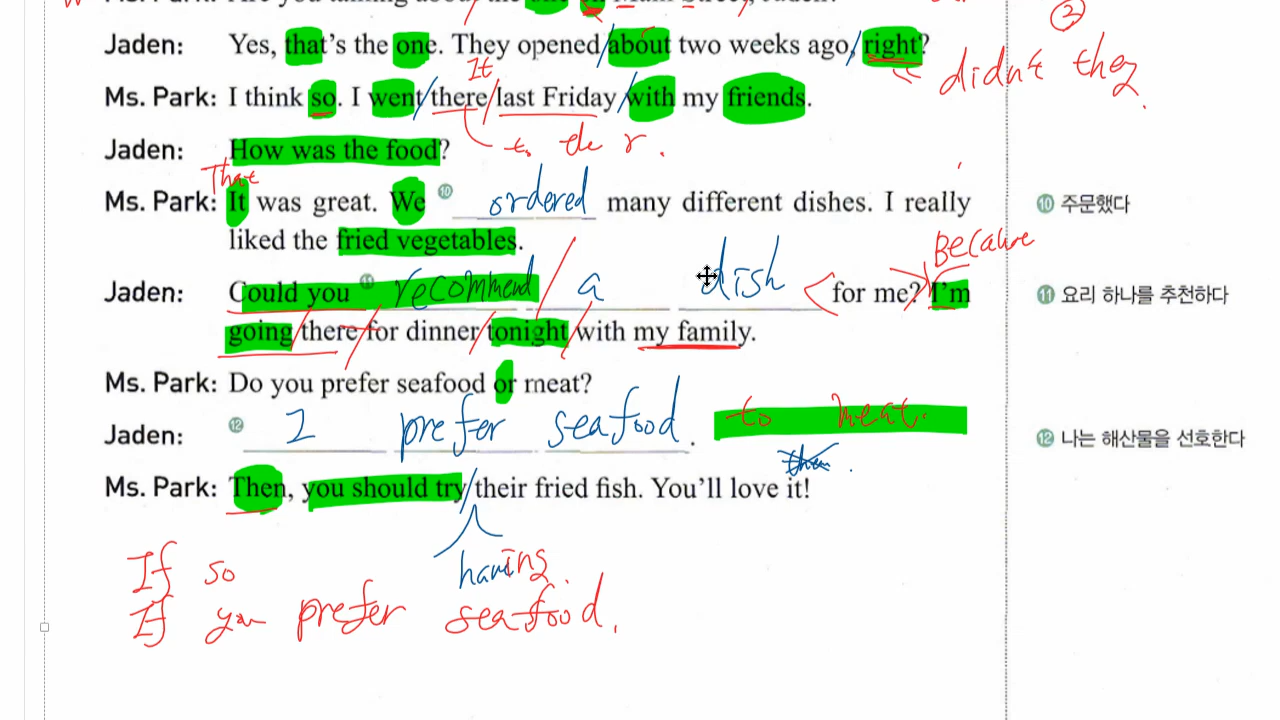 Jaden: Yes, that's the one. They opened about two weeks ago, right?
didn't they.
It
Ms. Park: I think so. I went there last Friday with my friends.
Jaden: How was the food?
That
Ms. Park: It was great. We ⑩ ordered many different dishes. I really
liked the fried vegetables.
⑩ 주문했다
Because
Jaden: Could you ⑪ recommend a dish for me? I'm
going there for dinner tonight with my family.
⑪ 요리 하나를 추천하다
Ms. Park: Do you prefer seafood or meat?
Jaden: ⑫ I prefer seafood. to meat.
⑫ 나는 해산물을 선호한다
than.
Ms. Park: Then, you should try their fried fish. You'll love it!
having.
If so
If you prefer seafood.